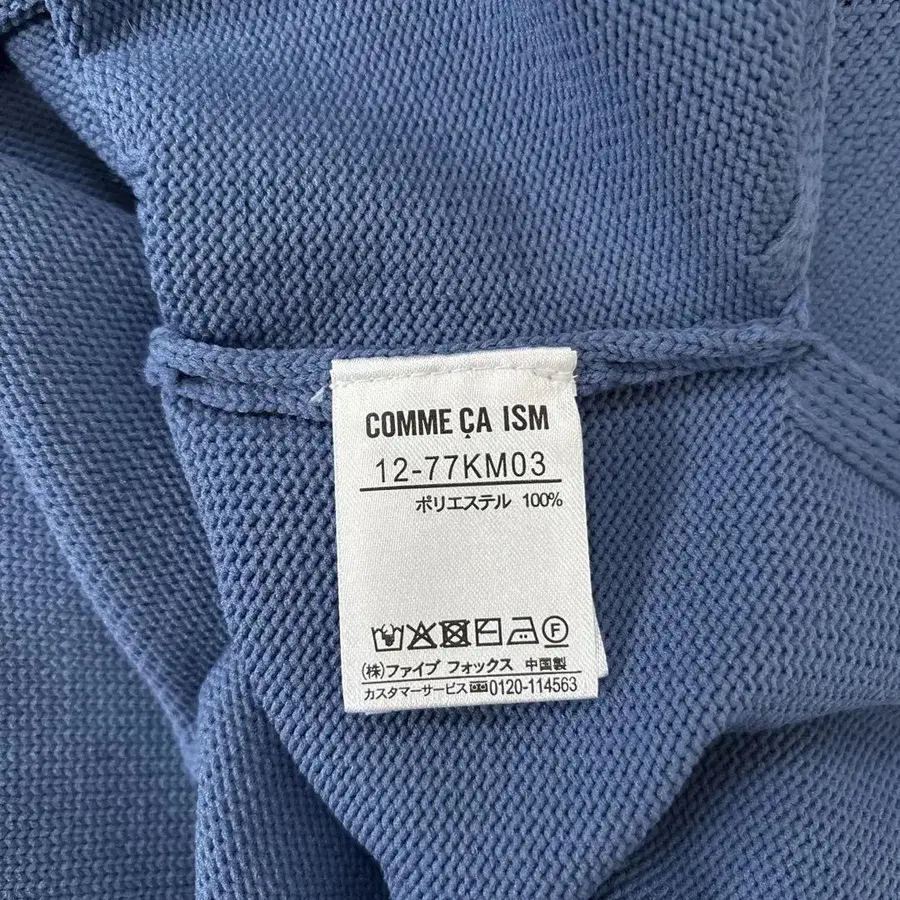 COMME ÇA ISM
12-77KM03
ポリエステル 100%
F
(株)ファイブ フォックス 中国製
カスタマーサービス 0120-114563